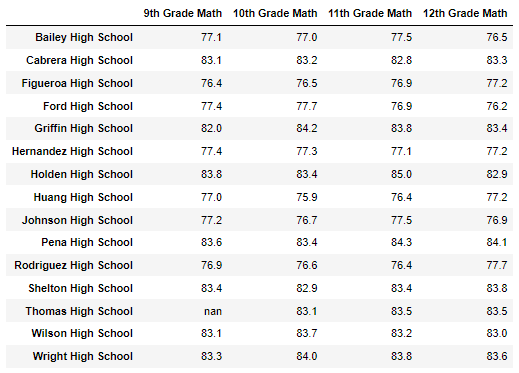 9th Grade Math 10th Grade Math 11th Grade Math 12th Grade Math
Bailey High School 77.1 77.0 77.5 76.5
Cabrera High School 83.1 83.2 82.8 83.3
Figueroa High School 76.4 76.5 76.9 77.2
Ford High School 77.4 77.7 76.9 76.2
Griffin High School 82.0 84.2 83.8 83.4
Hernandez High School 77.4 77.3 77.1 77.2
Holden High School 83.8 83.4 85.0 82.9
Huang High School 77.0 75.9 76.4 77.2
Johnson High School 77.2 76.7 77.5 76.9
Pena High School 83.6 83.4 84.3 84.1
Rodriguez High School 76.9 76.6 76.4 77.7
Shelton High School 83.4 82.9 83.4 83.8
Thomas High School nan 83.1 83.5 83.5
Wilson High School 83.1 83.7 83.2 83.0
Wright High School 83.3 84.0 83.8 83.6